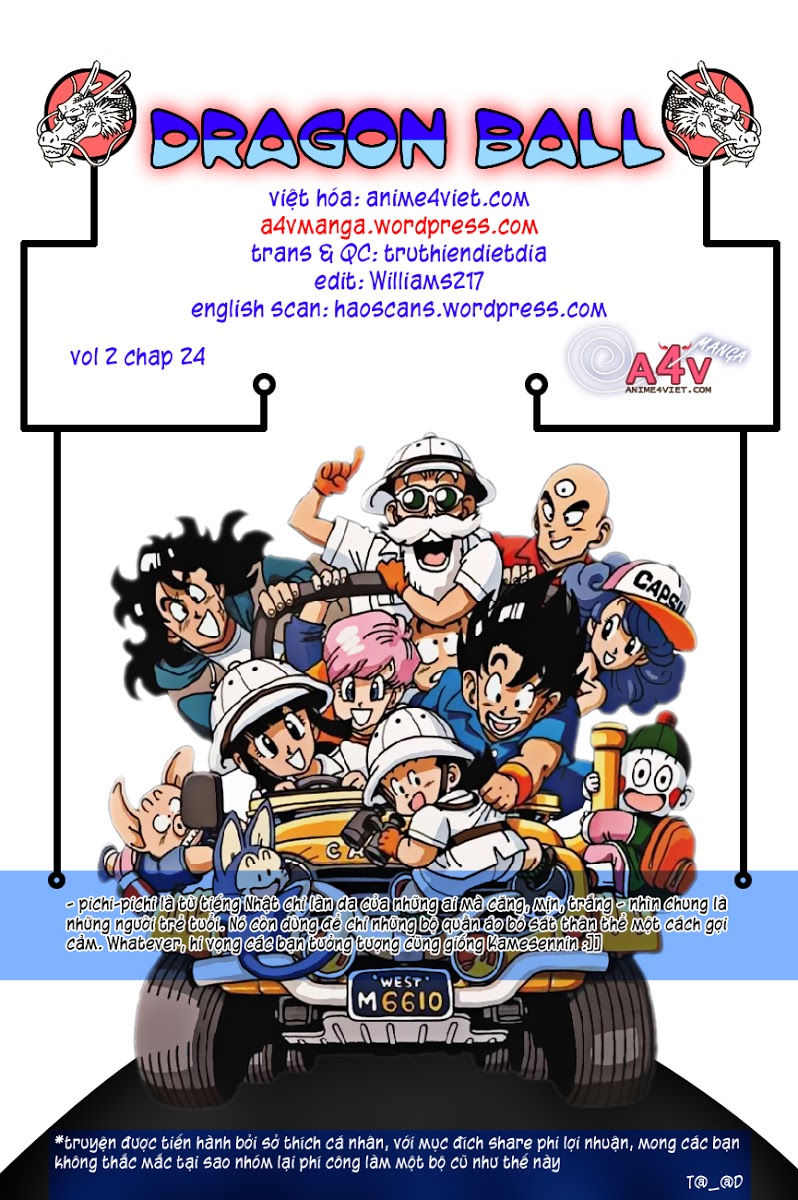 DRAGON BALL
việt hóa: anime4viet.com
a4vmanga.wordpress.com
trans & QC: truthiendietdia
edit: Williams217
english scan: haoscans.wordpress.com
vol 2 chap 24
A4V MANGA
ANIME4VIET.COM
CAPSU
CA
- pichi-pichi là từ tiếng Nhật chỉ làn da của những ai mà căng, mịn, trắng - nhìn chung là
những người trẻ tuổi. Nó còn dùng để chỉ những bộ quần áo bó sát thân thể một cách gợi
cảm. Whatever, hi vọng các bạn tưởng tượng cũng giống Kamesennin :]]
"WEST"
M6610
*truyện được tiến hành bởi sở thích cá nhân, với mục đích share phi lợi nhuận, mong các bạn
không thắc mắc tại sao nhóm lại phí công làm một bộ cũ như thế này
T@_@D